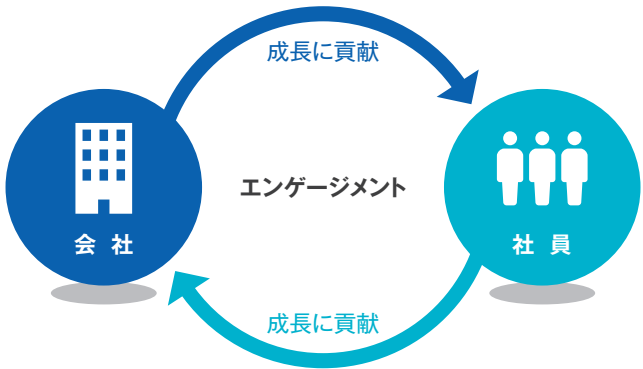 成長に貢献
エンゲージメント
会 社
社 員
成長に貢献